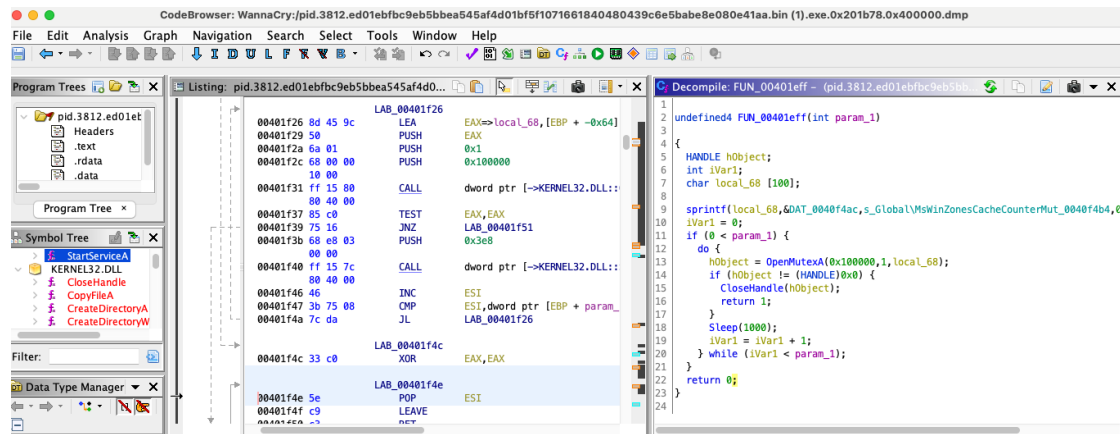 CodeBrowser: WannaCry:/pid.3812.ed01ebfbc9eb5bbea545af4d01bf5f1071661840480439c6e5babe8e080e41aa.bin (1).exe.0x201b78.0x400000.dmp
File Edit Analysis Graph Navigation Search Select Tools Window Help
I D U L F R V B
Program Trees
pid.3812.ed01et
Headers
.text
.rdata
.data
Program Tree ×
Symbol Tree
f StartServiceA
KERNEL32.DLL
f CloseHandle
f CopyFileA
f CreateDirectoryA
f CreateDirectoryW
Filter:
Data Type Manager
Listing: pid.3812.ed01ebfbc9eb5bbea545af4d0...
LAB_00401f26
00401f26 8d 45 9c LEA EAX=>local_68,[EBP + -0x64]
00401f29 50 PUSH EAX
00401f2a 6a 01 PUSH 0x1
00401f2c 68 00 00 PUSH 0x100000
10 00
00401f31 ff 15 80 CALL dword ptr [->KERNEL32.DLL::
80 40 00
00401f37 85 c0 TEST EAX,EAX
00401f39 75 16 JNZ LAB_00401f51
00401f3b 68 e8 03 PUSH 0x3e8
00 00
00401f40 ff 15 7c CALL dword ptr [->KERNEL32.DLL::
80 40 00
00401f46 46 INC ESI
00401f47 3b 75 08 CMP ESI,dword ptr [EBP + param_
00401f4a 7c da JL LAB_00401f26
LAB_00401f4c
00401f4c 33 c0 XOR EAX,EAX
LAB_00401f4e
00401f4e 5e POP ESI
00401f4f c9 LEAVE
00401f50 c3 RET
Decompile: FUN_00401eff - (pid.3812.ed01ebfbc9eb5bb
1
2 undefined4 FUN_00401eff(int param_1)
3
4 {
5 HANDLE hObject;
6 int iVar1;
7 char local_68 [100];
8
9 sprintf(local_68,&DAT_0040f4ac,s_Global\MsWinZonesCacheCounterMut_0040f4b4,0
10 iVar1 = 0;
11 if (0 < param_1) {
12 do {
13 hObject = OpenMutexA(0x100000,1,local_68);
14 if (hObject != (HANDLE)0x0) {
15 CloseHandle(hObject);
16 return 1;
17 }
18 Sleep(1000);
19 iVar1 = iVar1 + 1;
20 } while (iVar1 < param_1);
21 }
22 return 0;
23 }
24